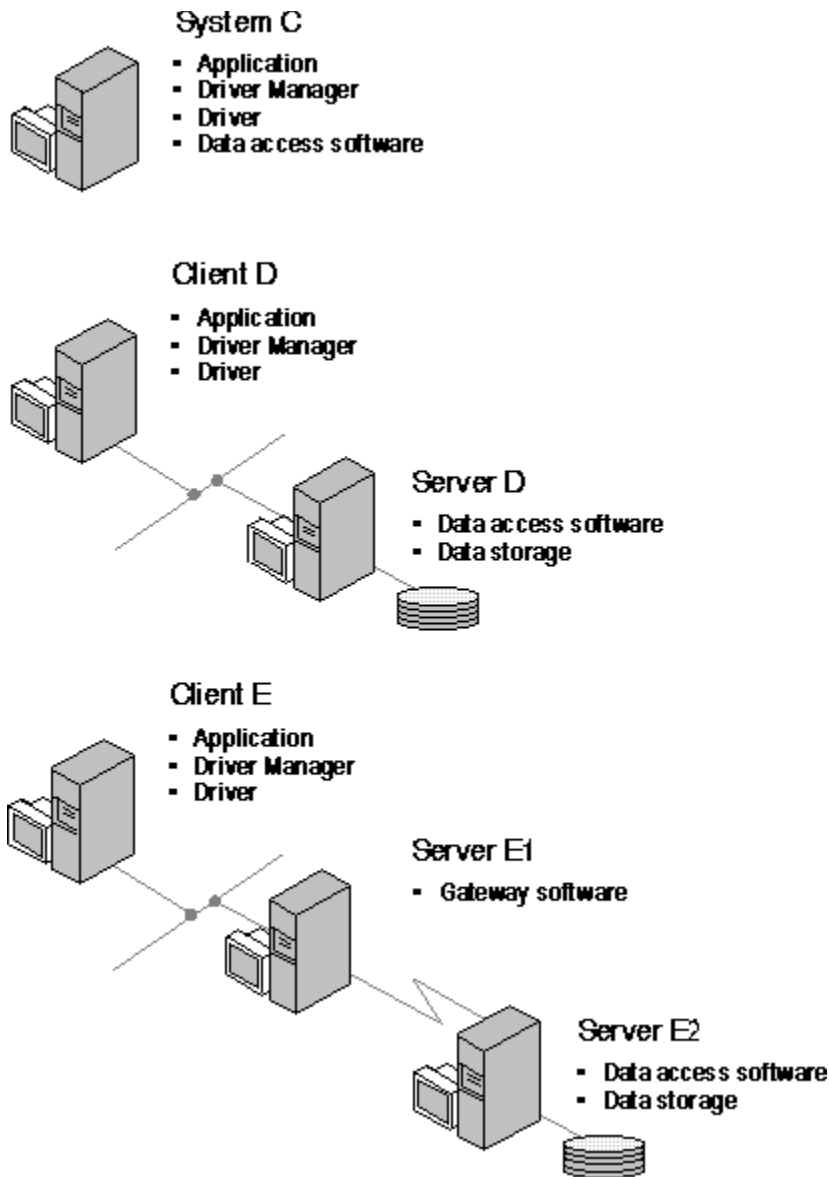 System C
▪ Application
▪ Driver Manager
▪ Driver
▪ Data access software
Client D
▪ Application
▪ Driver Manager
▪ Driver
Server D
▪ Data access software
▪ Data storage
Client E
▪ Application
▪ Driver Manager
▪ Driver
Server E1
▪ Gateway software
Server E2
▪ Data access software
▪ Data storage